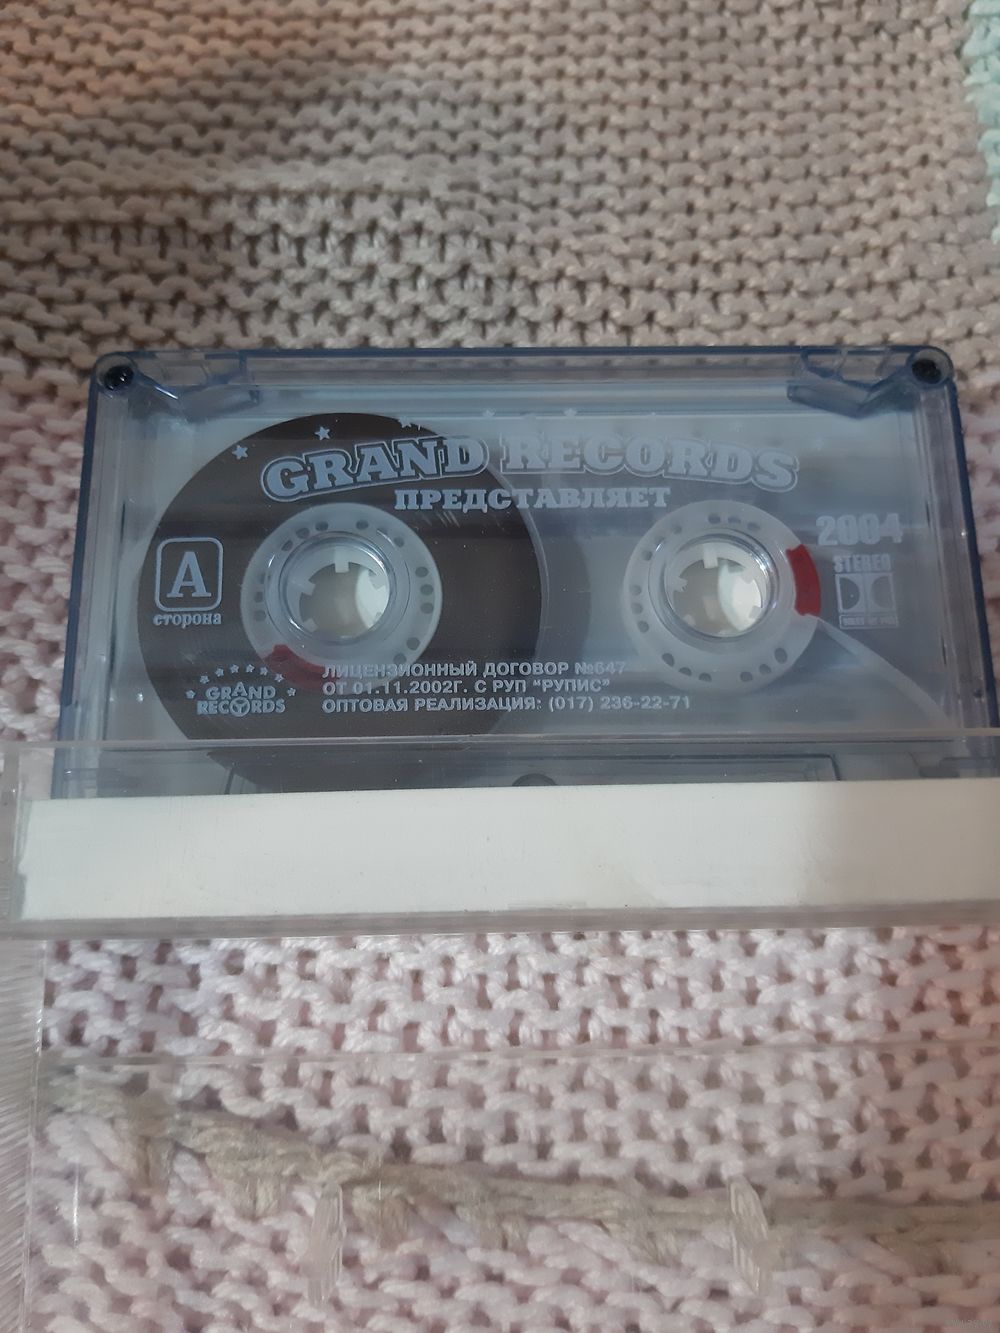 GRAND RECORDS
ПРЕДСТАВЛЯЕТ
2004
STEREO
A
сторона
GRAND
RECORDS
ЛИЦЕНЗИОННЫЙ ДОГОВОР №647
ОТ 01.11.2002Г. С РУП “РУПИС”
ОПТОВАЯ РЕАЛИЗАЦИЯ: (017) 236-22-71